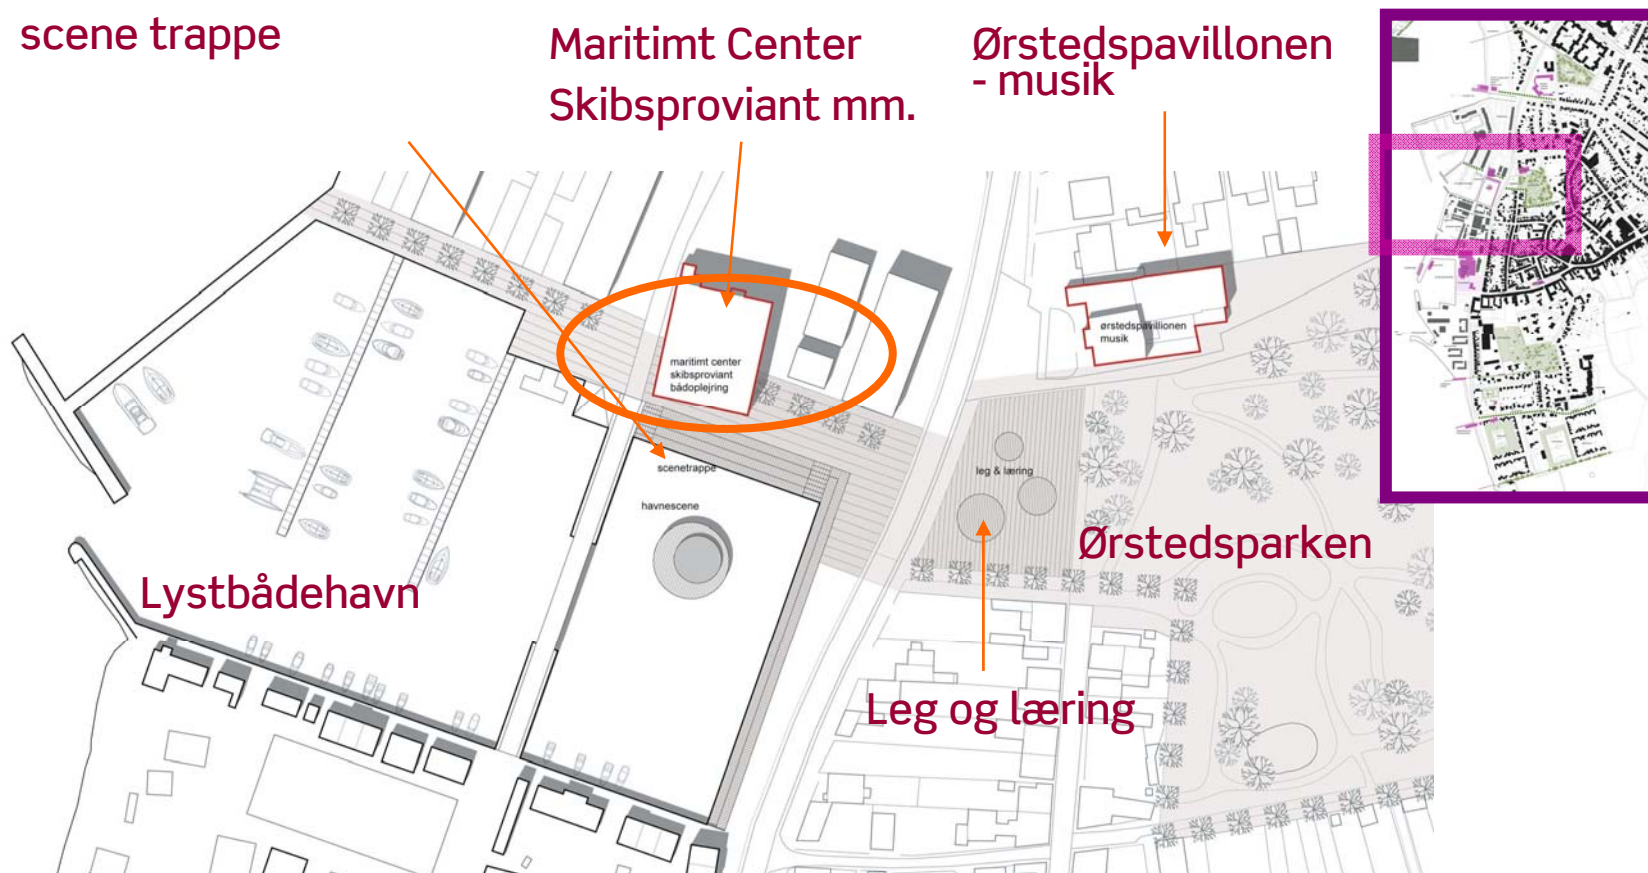 scene trappe
Maritimt Center
Skibsproviant mm.
Ørstedspavillonen
- musik
ørstedspavillionen
musik
maritimt center
skibsproviant
bådoplejring
scenetrappe
havnescene
leg & læring
Ørstedsparken
Lystbådehavn
Leg og læring